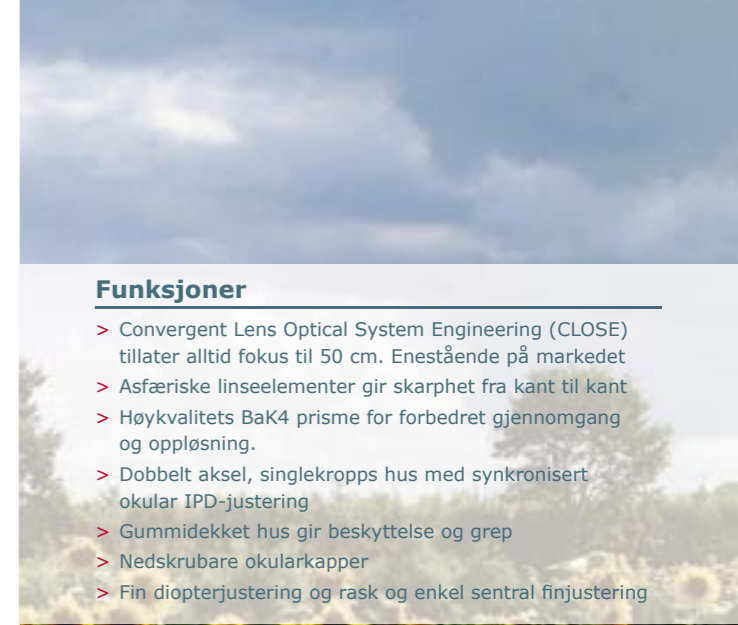 Funksjoner
> Convergent Lens Optical System Engineering (CLOSE)
tillater alltid fokus til 50 cm. Enestående på markedet
> Asfæriske linseelementer gir skarphet fra kant til kant
> Høykvalitets BaK4 prisme for forbedret gjennomgang
og oppløsning.
> Dobbelt aksel, singlekropps hus med synkronisert
okular IPD-justering
> Gummidekket hus gir beskyttelse og grep
> Nedskrubare okularkapper
> Fin diopterjustering og rask og enkel sentral finjustering